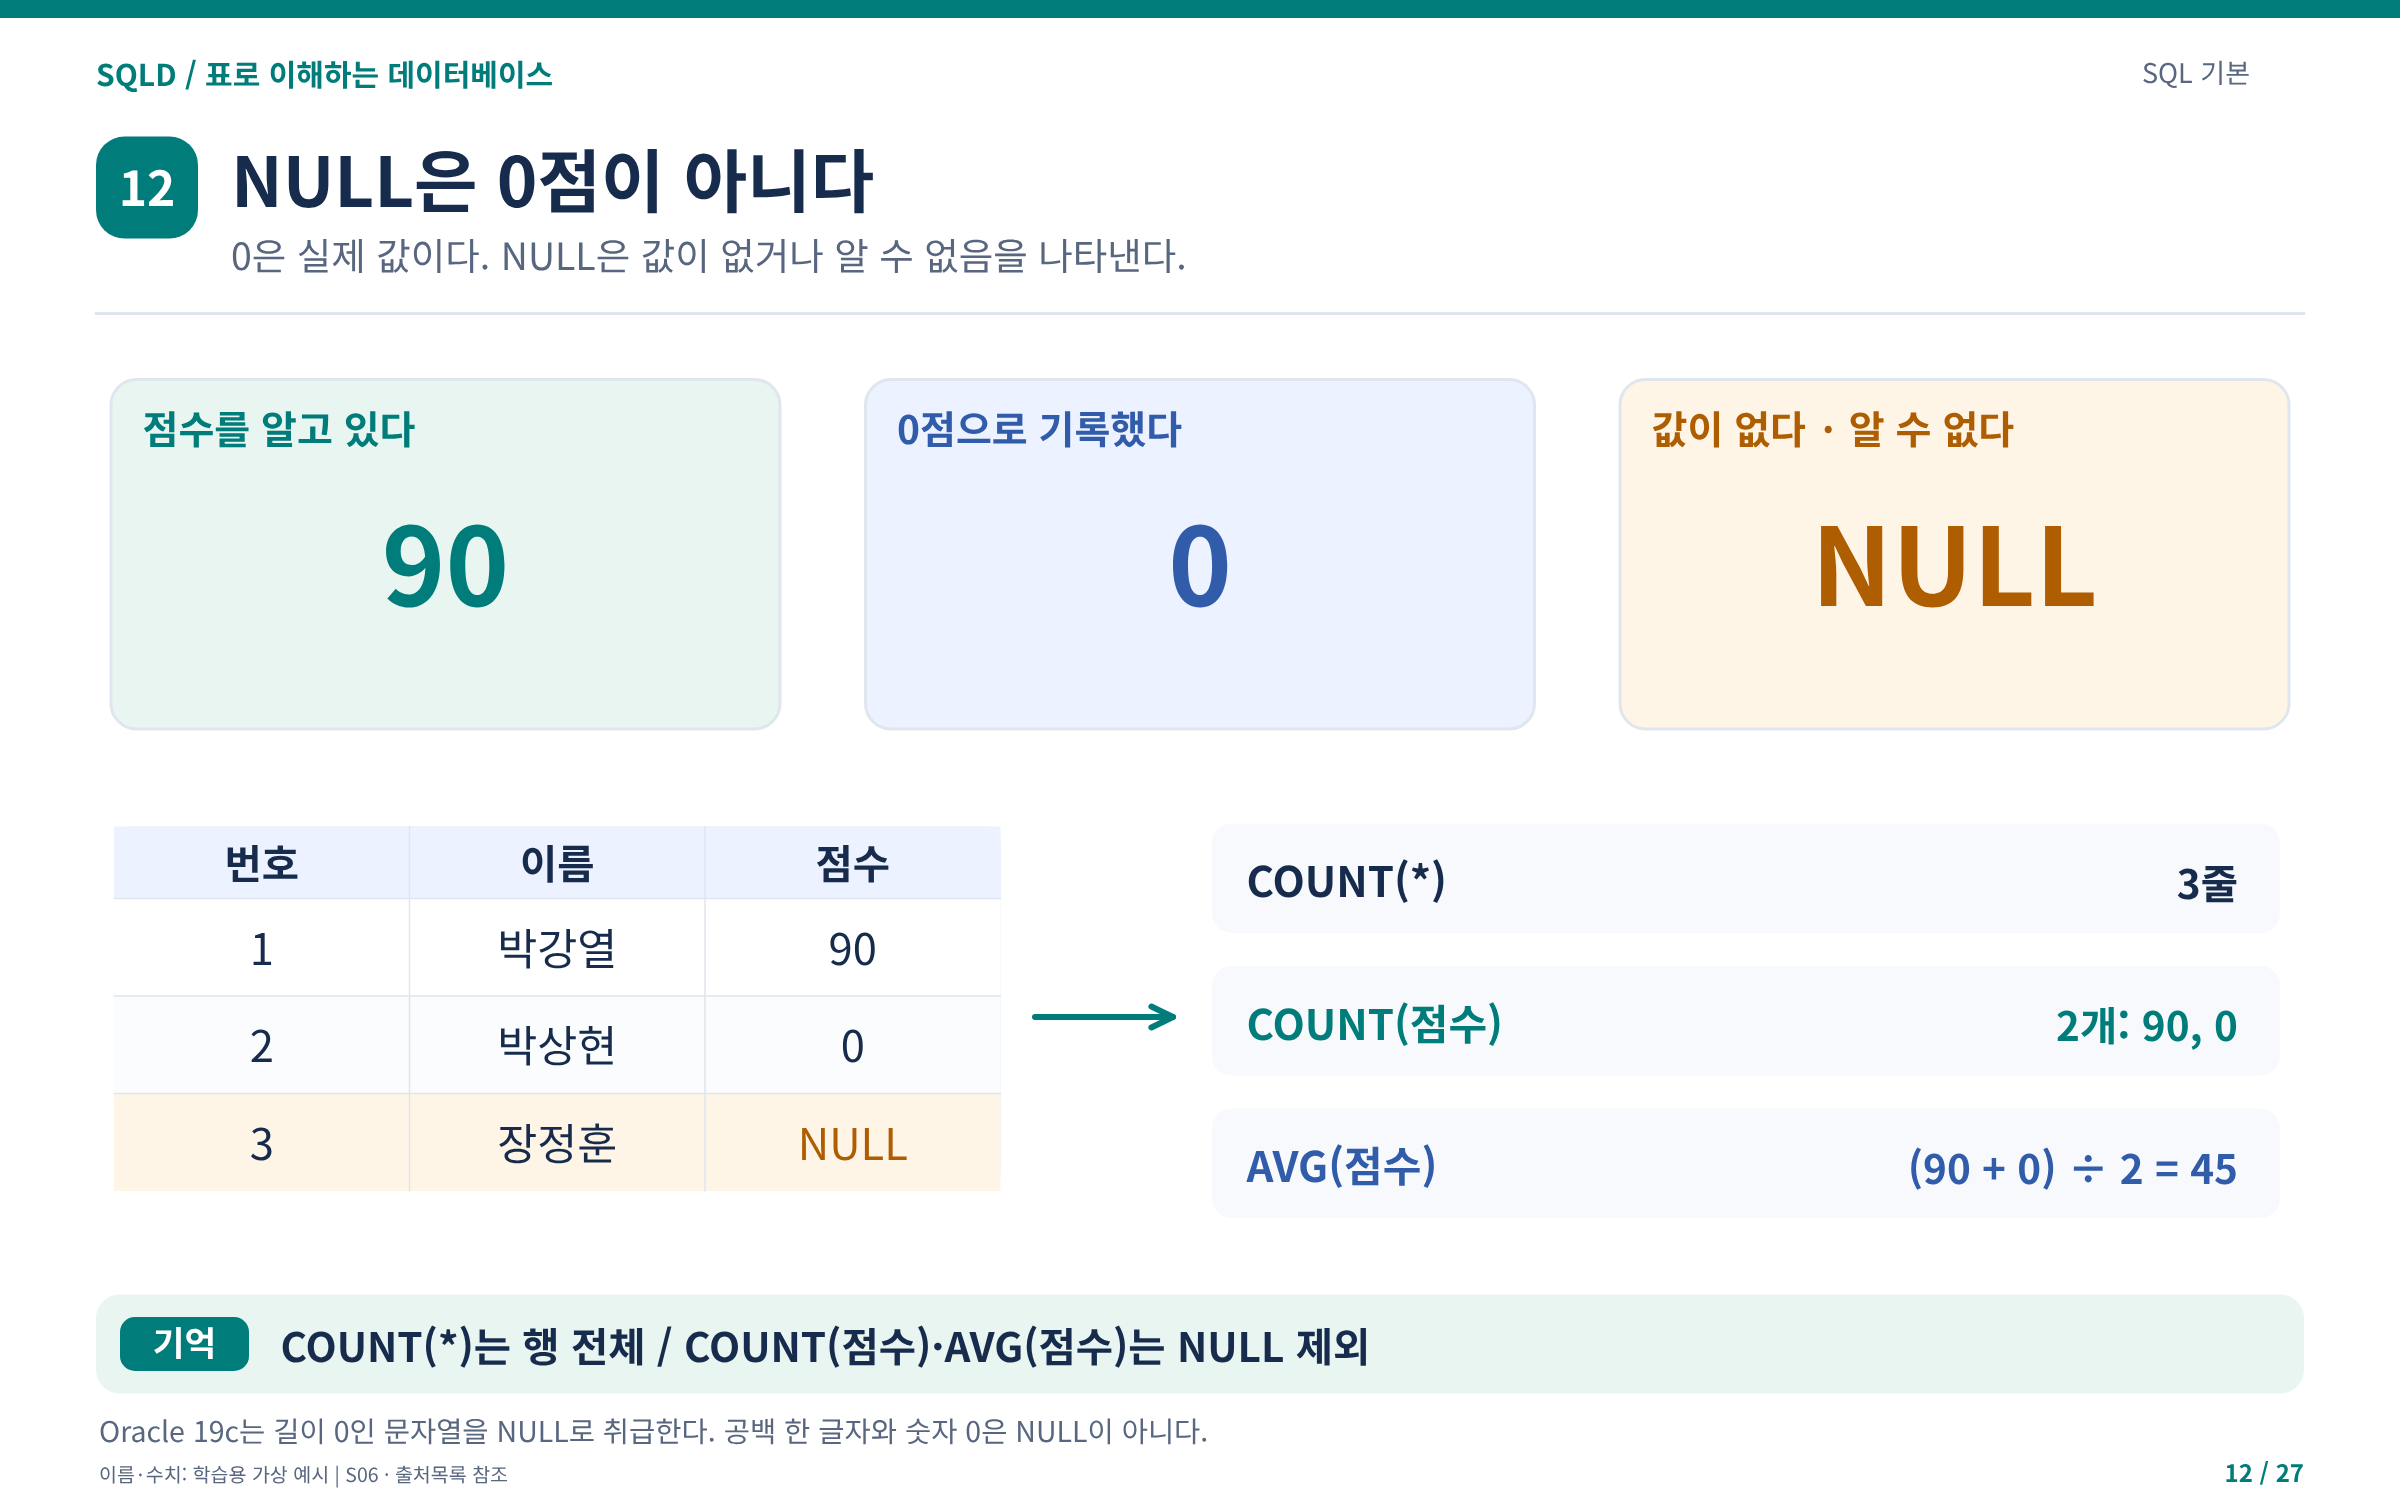 SQLD / 표로 이해하는 데이터베이스
SQL 기본
12
NULL은 0점이 아니다
0은 실제 값이다. NULL은 값이 없거나 알 수 없음을 나타낸다.
점수를 알고 있다
90
0점으로 기록했다
0
값이 없다 · 알 수 없다
NULL
번호 이름 점수
1 박강열 90
2 박상현 0
3 장정훈 NULL
COUNT(*) 3줄
COUNT(점수) 2개: 90, 0
AVG(점수) (90 + 0) ÷ 2 = 45
기억 COUNT(*)는 행 전체 / COUNT(점수)·AVG(점수)는 NULL 제외
Oracle 19c는 길이 0인 문자열을 NULL로 취급한다. 공백 한 글자와 숫자 0은 NULL이 아니다.
이름·수치: 학습용 가상 예시 | S06 · 출처목록 참조
12 / 27